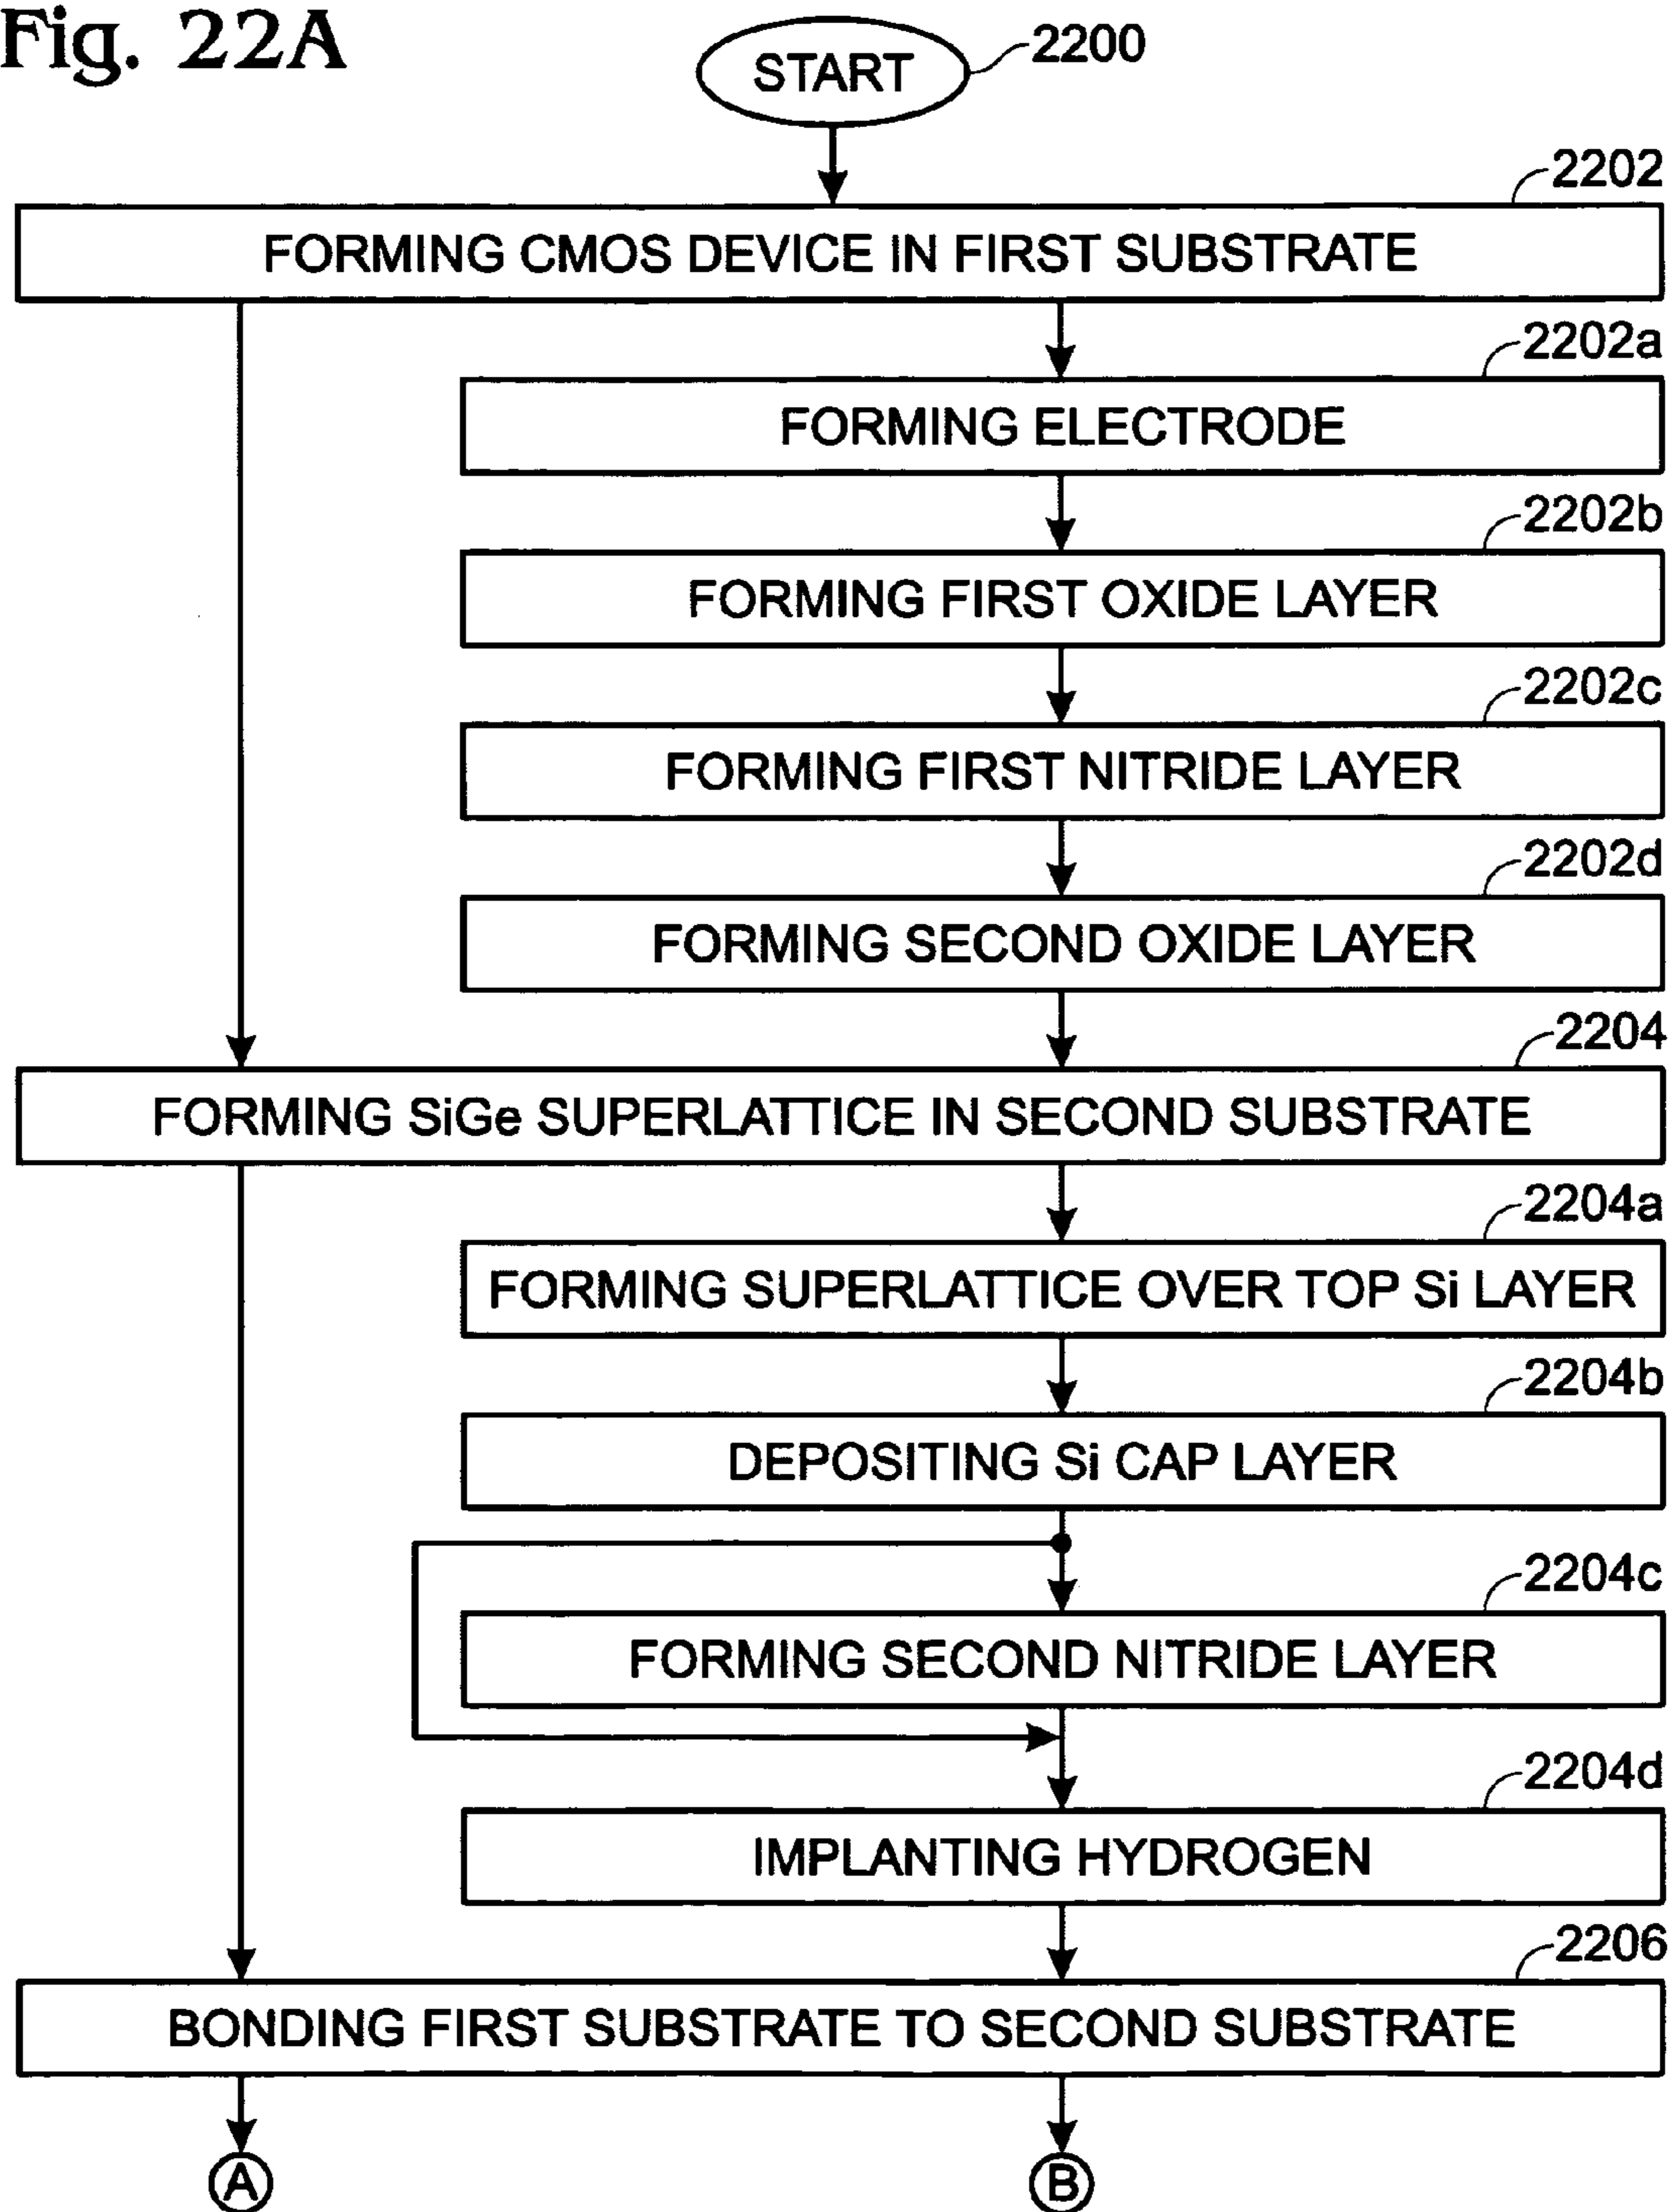 Fig. 22A
START
2200
2202
FORMING CMOS DEVICE IN FIRST SUBSTRATE
2202a
FORMING ELECTRODE
2202b
FORMING FIRST OXIDE LAYER
2202c
FORMING FIRST NITRIDE LAYER
2202d
FORMING SECOND OXIDE LAYER
2204
FORMING SiGe SUPERLATTICE IN SECOND SUBSTRATE
2204a
FORMING SUPERLATTICE OVER TOP Si LAYER
2204b
DEPOSITING Si CAP LAYER
2204c
FORMING SECOND NITRIDE LAYER
2204d
IMPLANTING HYDROGEN
2206
BONDING FIRST SUBSTRATE TO SECOND SUBSTRATE
A
B